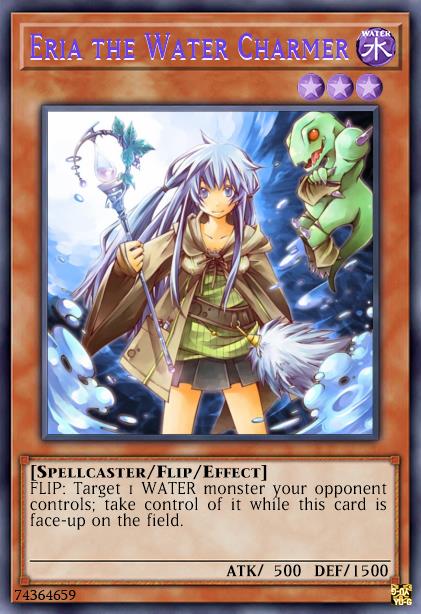 ERIA THE WATER CHARMER
WATER
水
[SPELLCASTER/FLIP/EFFECT]
FLIP: Target 1 WATER monster your opponent
controls; take control of it while this card is
face-up on the field.
ATK/ 500 DEF/1500
74364659